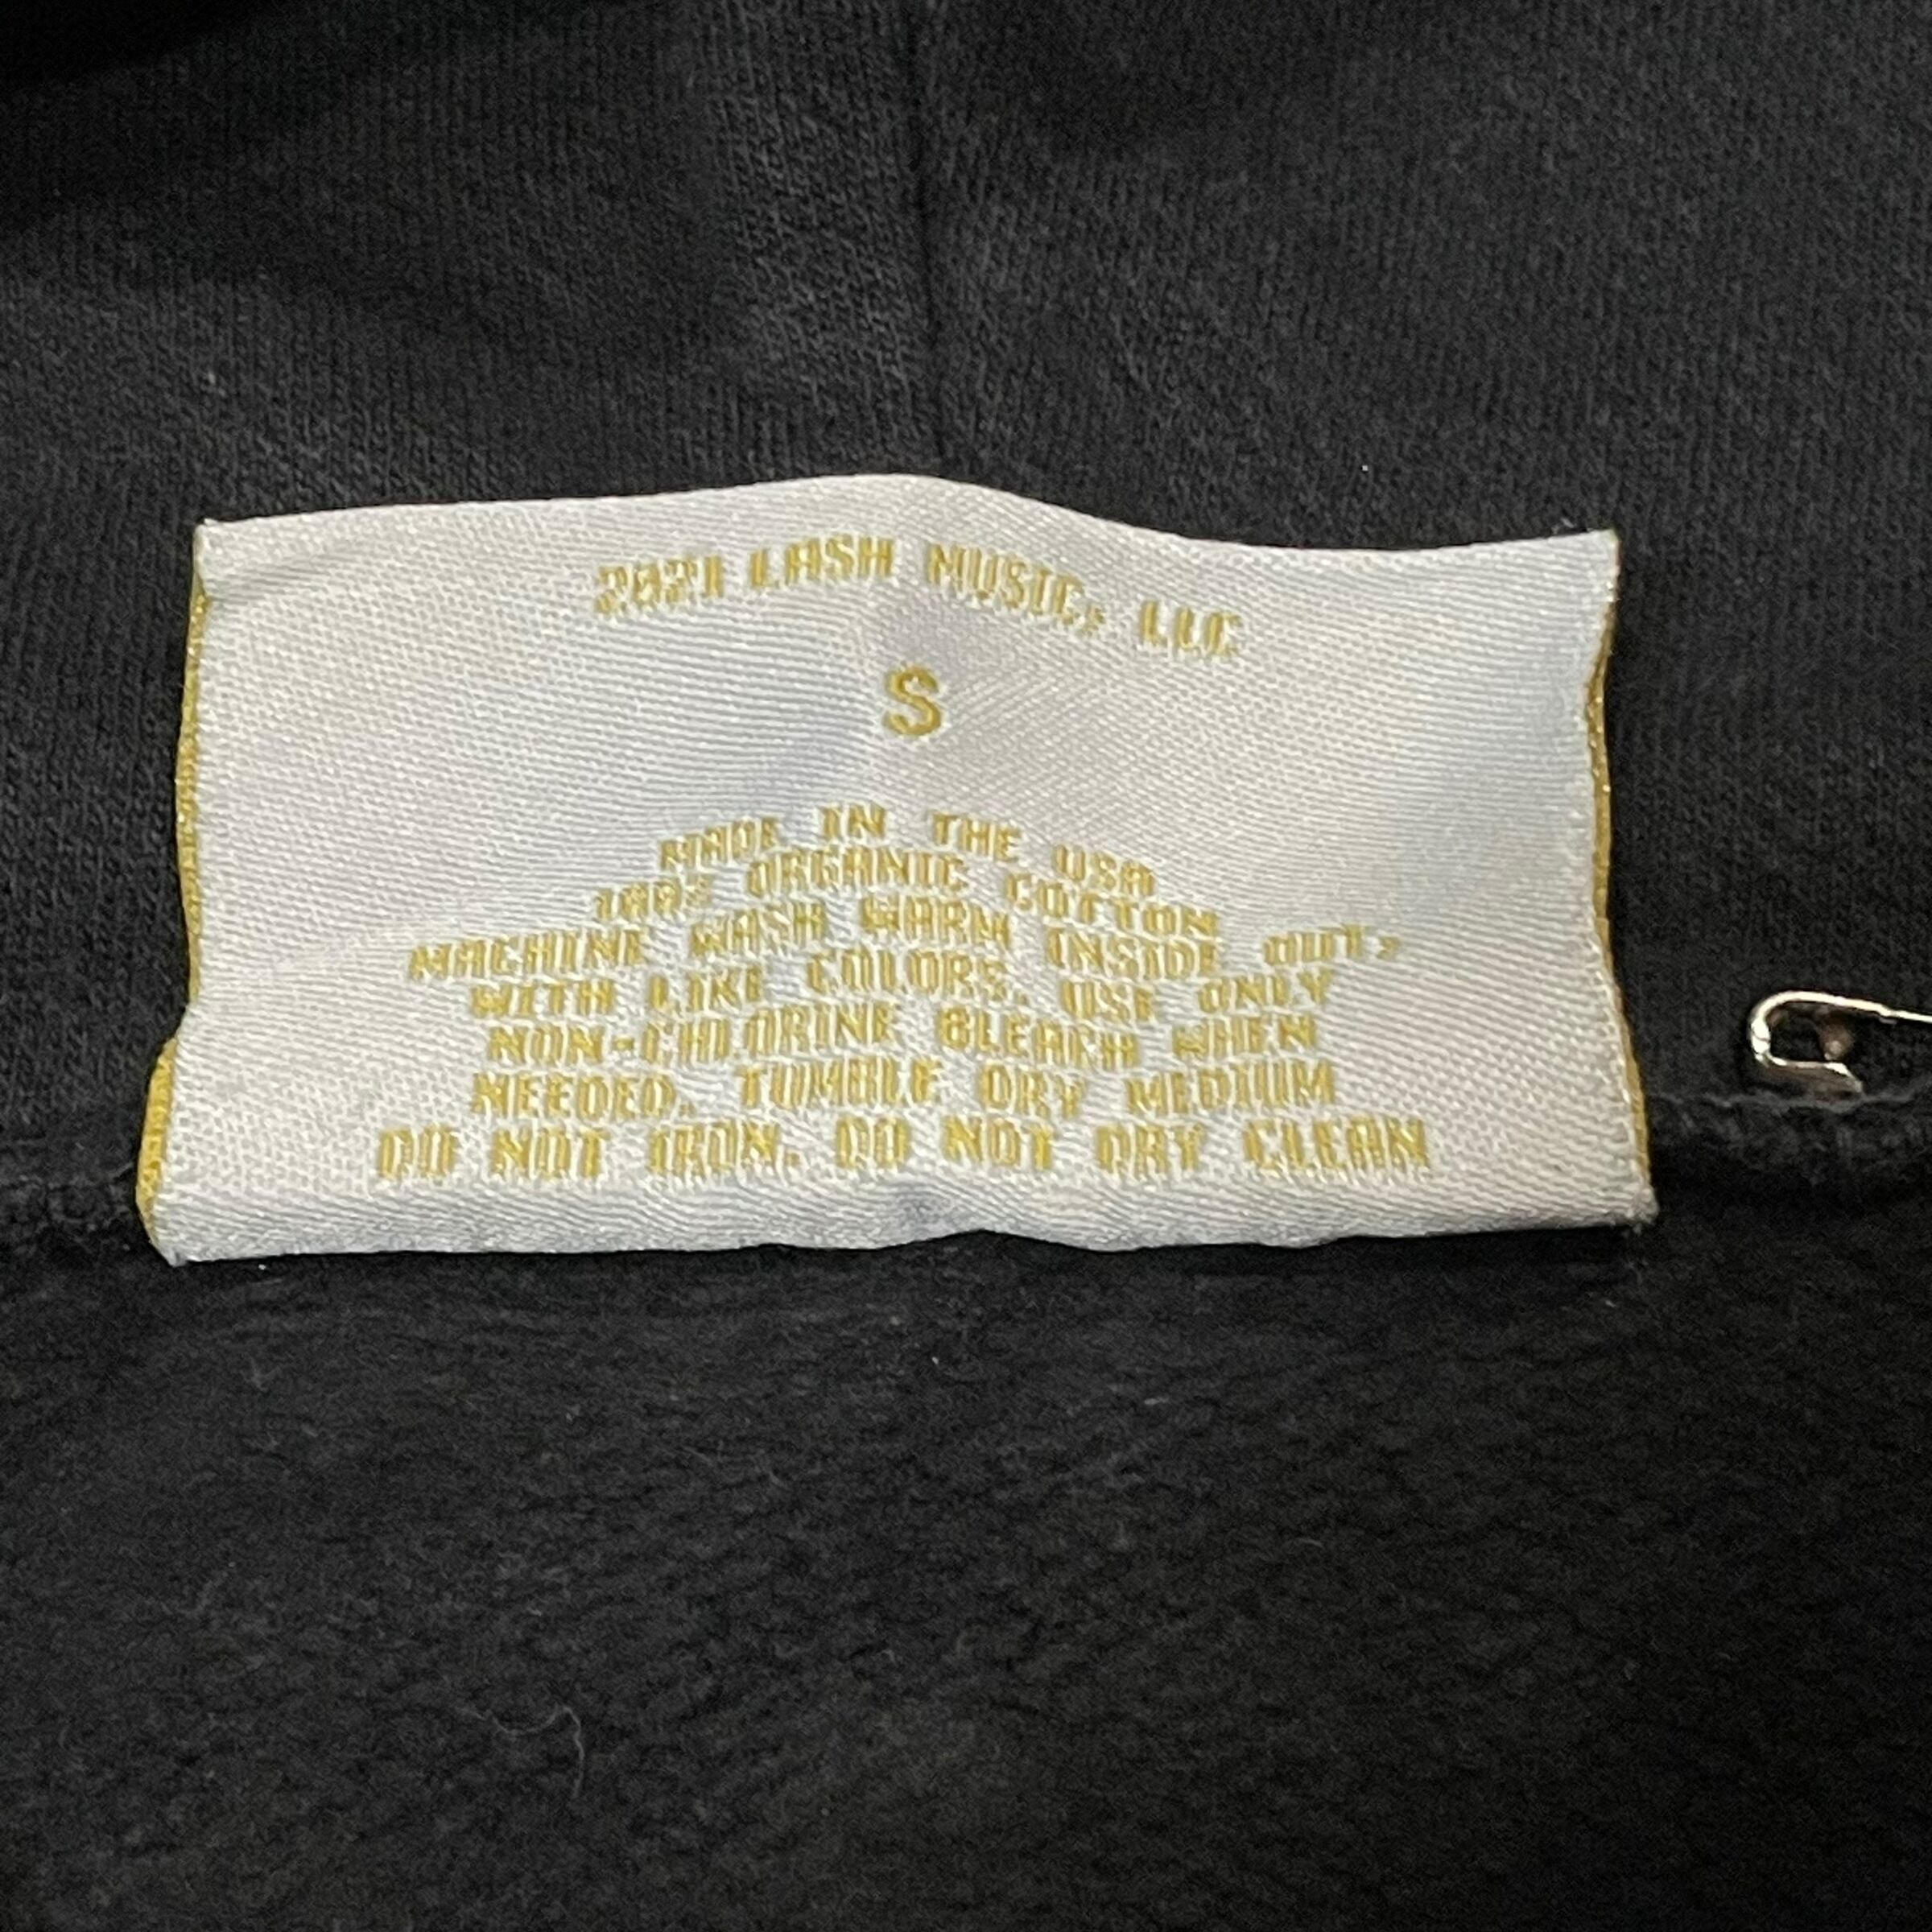 2021 LASH MUSIC, LLC
S
MADE IN THE USA
100% ORGANIC COTTON
MACHINE WASH WARM INSIDE OUT,
WITH LIKE COLORS. USE ONLY
NON-CHLORINE BLEACH WHEN
NEEDED. TUMBLE DRY MEDIUM
DO NOT IRON. DO NOT DRY CLEAN